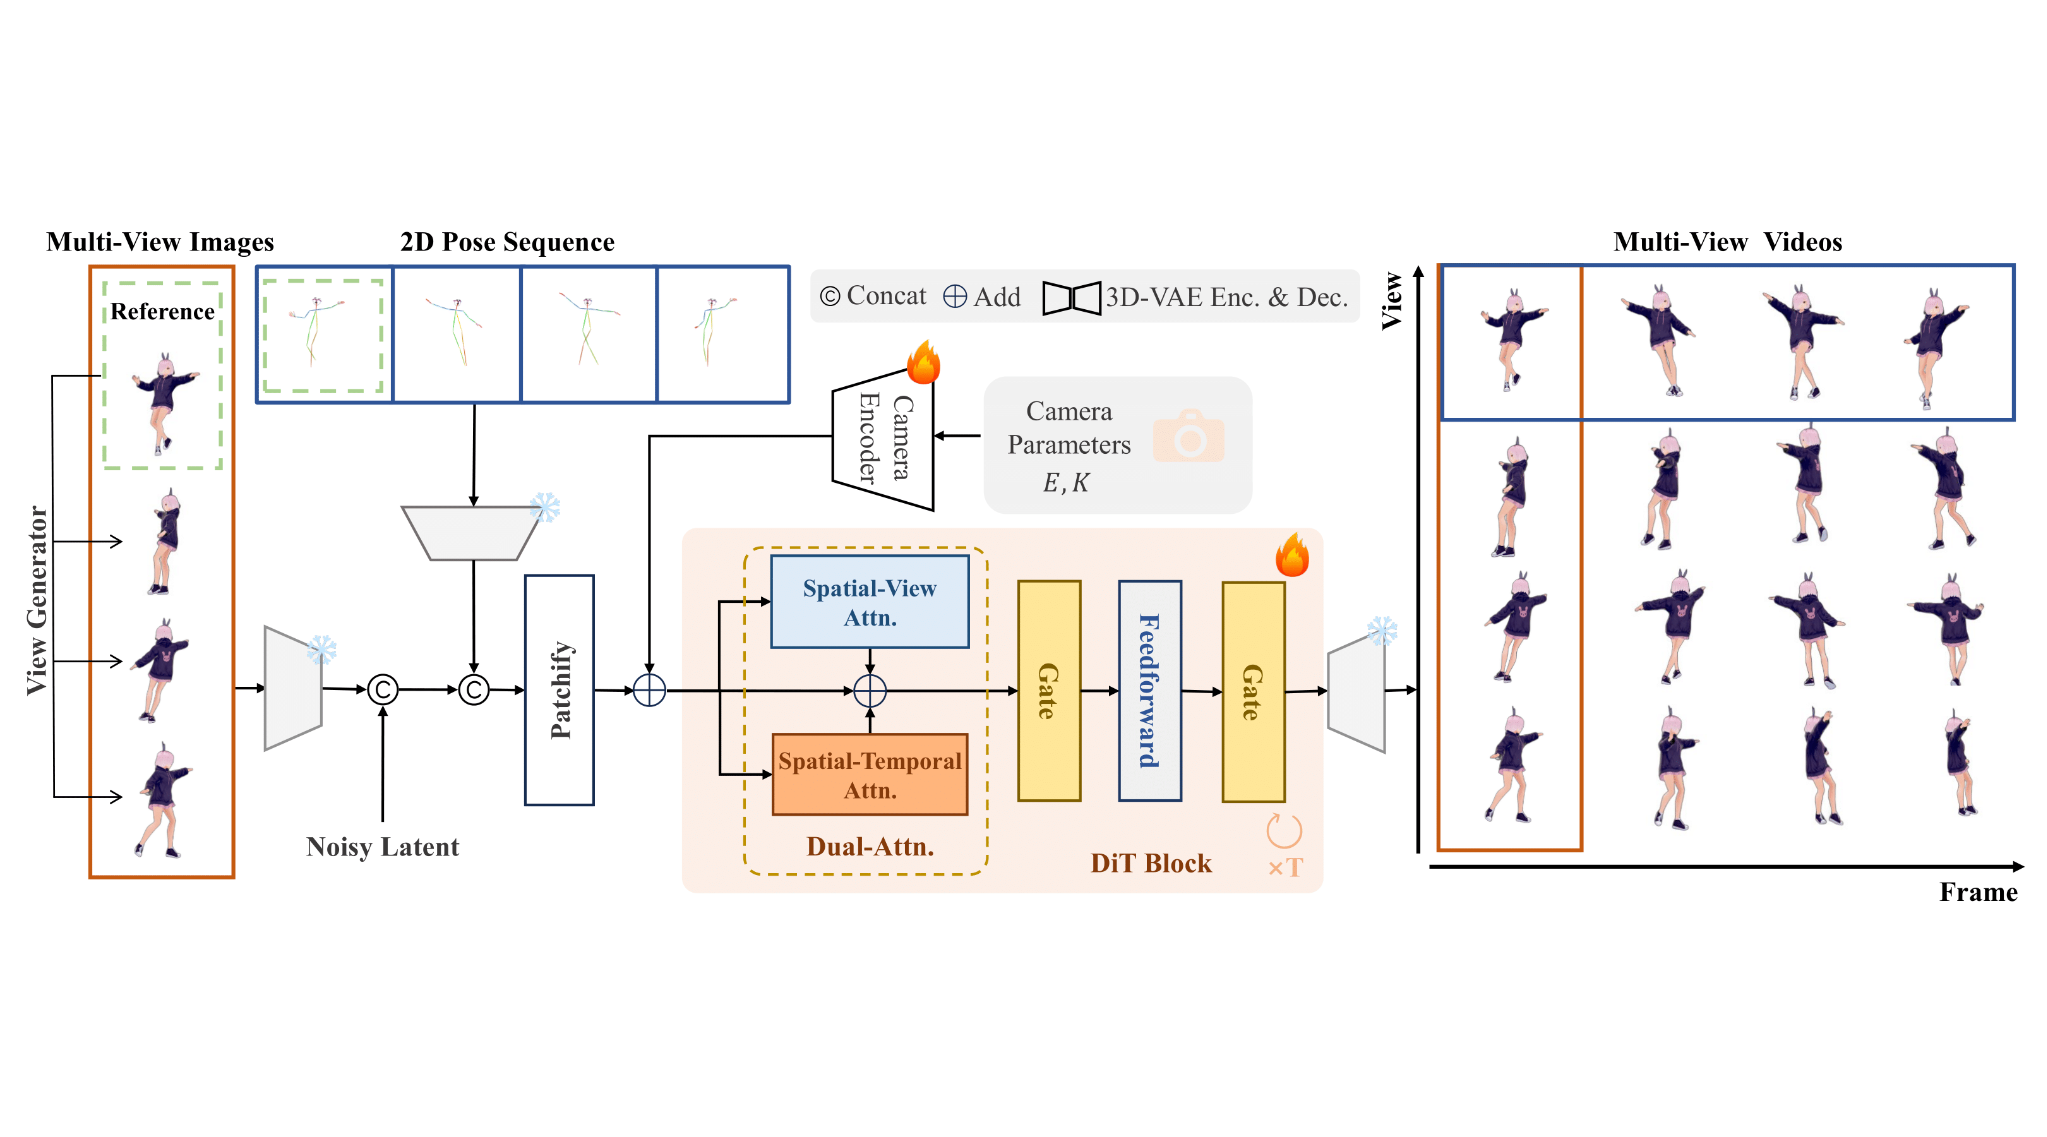 Multi-View Images
2D Pose Sequence
Multi-View Videos
Reference
View Generator
© Concat ⊕ Add 3D-VAE Enc. & Dec.
Camera
Encoder
Camera
Parameters
E, K
View
Noisy Latent
©
©
Patchify
Spatial-View
Attn.
Spatial-Temporal
Attn.
Dual-Attn.
Gate
Feedforward
Gate
DiT Block
×T
Frame